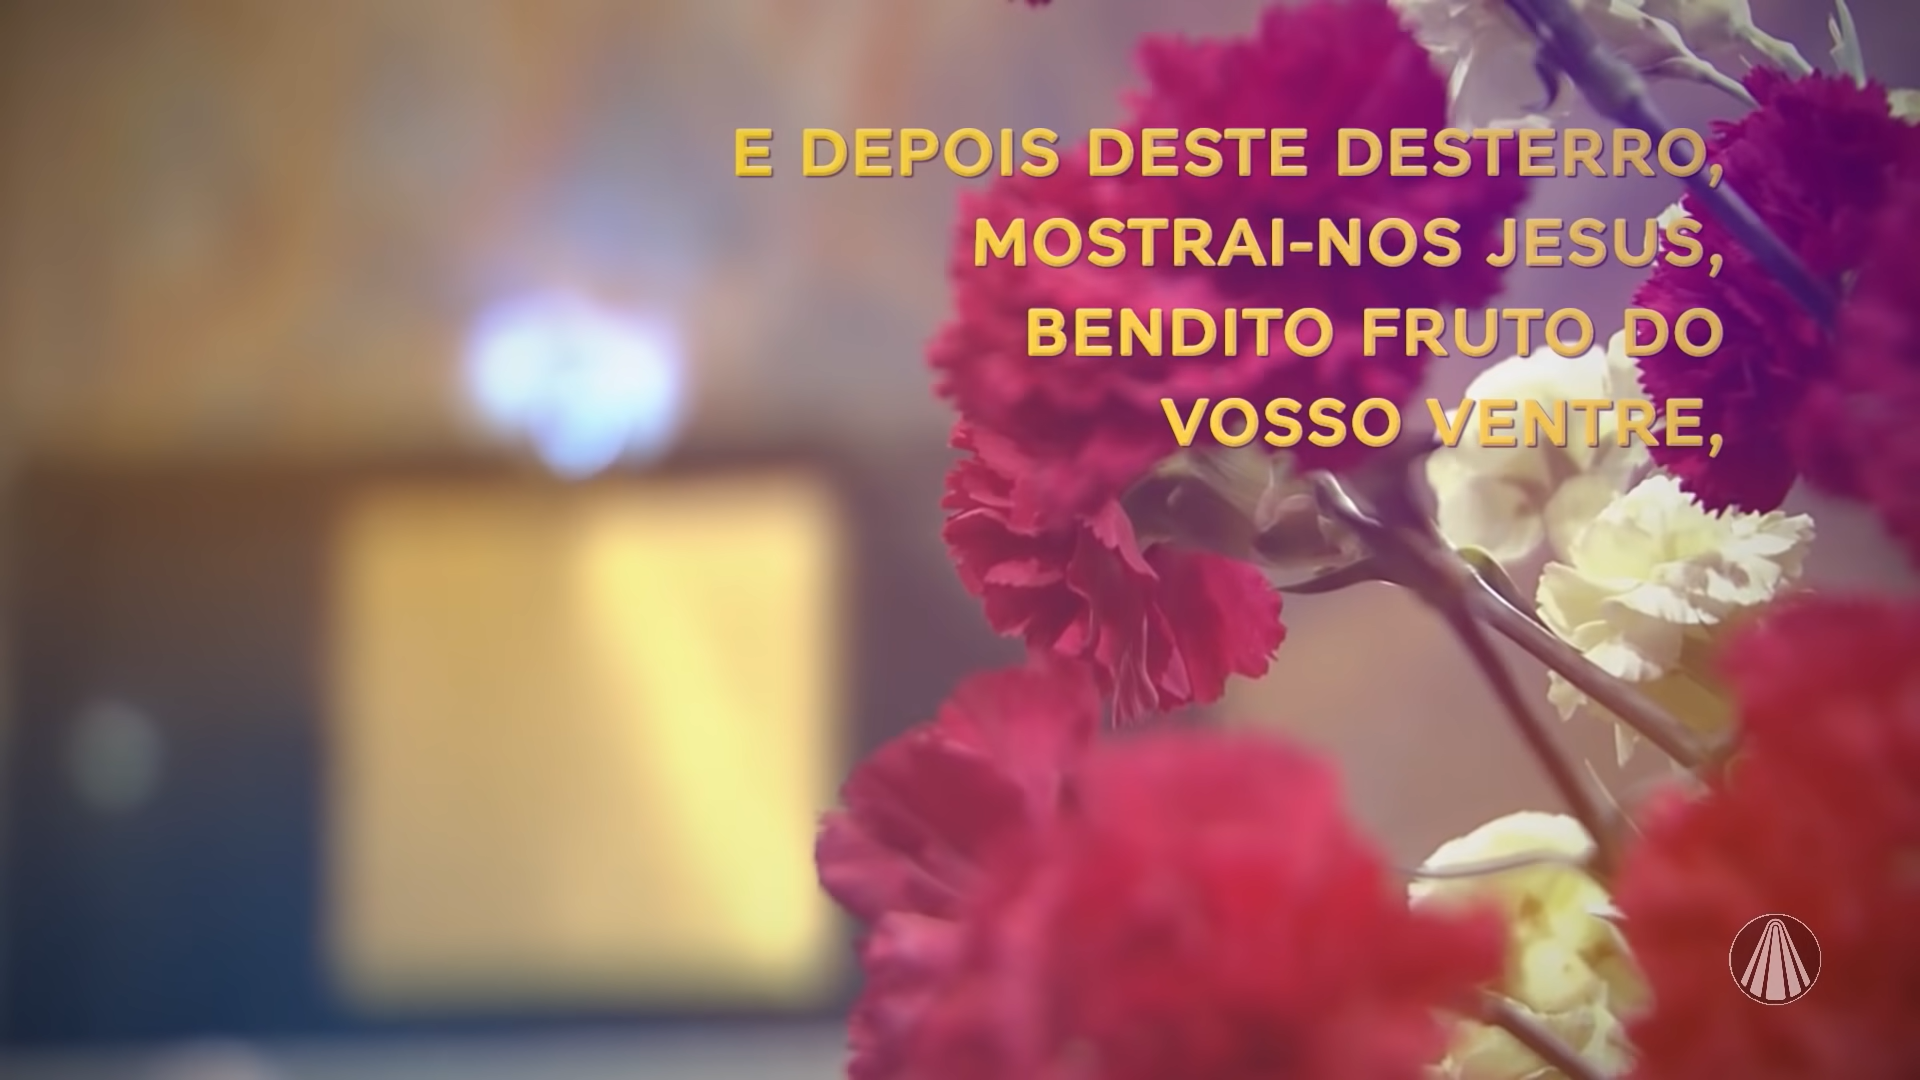 E DEPOIS DESTE DESTERRO,
MOSTRAI-NOS JESUS,
BENDITO FRUTO DO
VOSSO VENTRE,